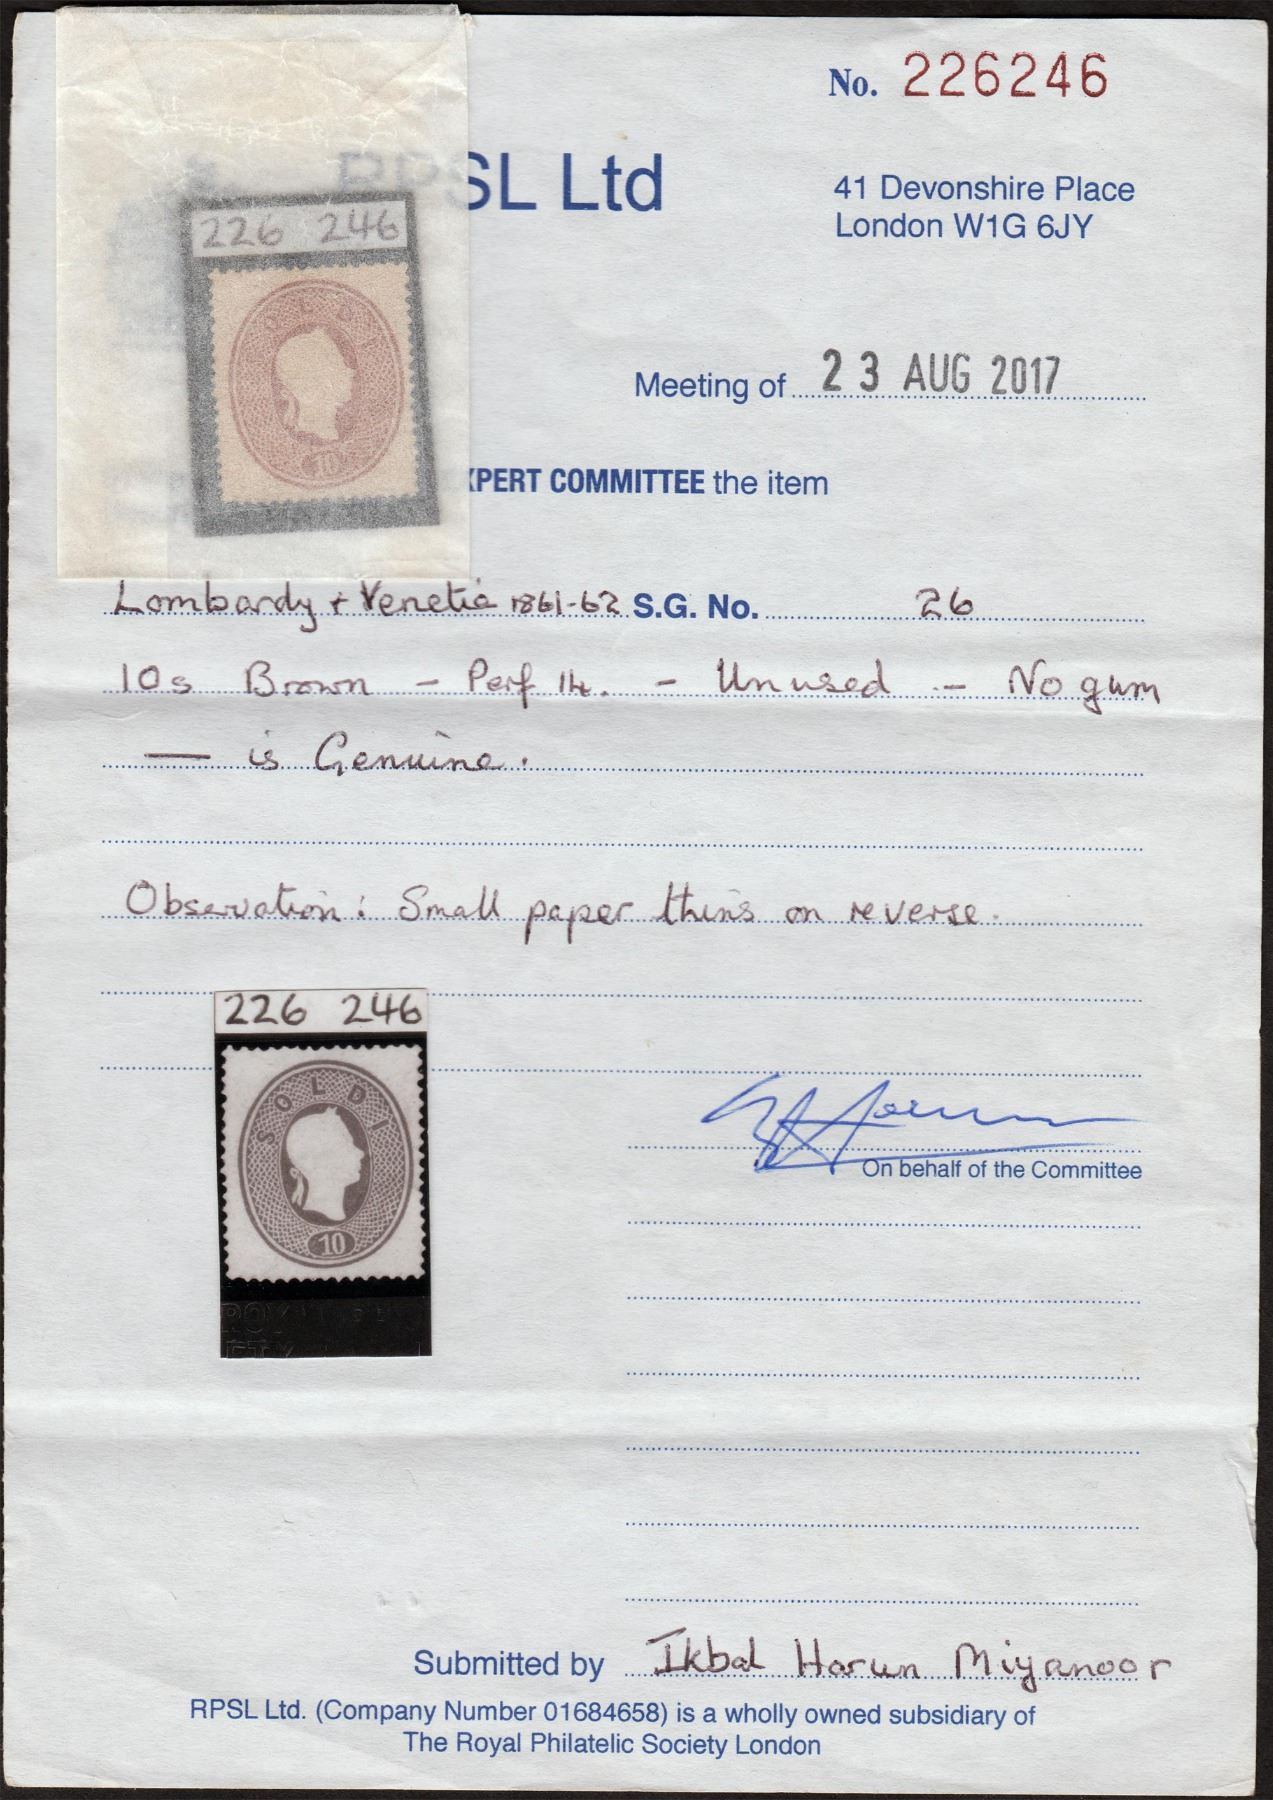 No. 226246
RPSL Ltd
41 Devonshire Place
London W1G 6JY
226 246
SOLDI
10
Meeting of 23 AUG 2017
EXPERT COMMITTEE the item
Lombardy + Venetia 1861-62 S.G. No. 26
10s Brown - Perf 14. - Unused - No gum
— is Genuine.
Observation: Small paper thins on reverse.
226 246
SOLDI
10
On behalf of the Committee
Submitted by Ikbal Harun Miyanoor
RPSL Ltd. (Company Number 01684658) is a wholly owned subsidiary of
The Royal Philatelic Society London